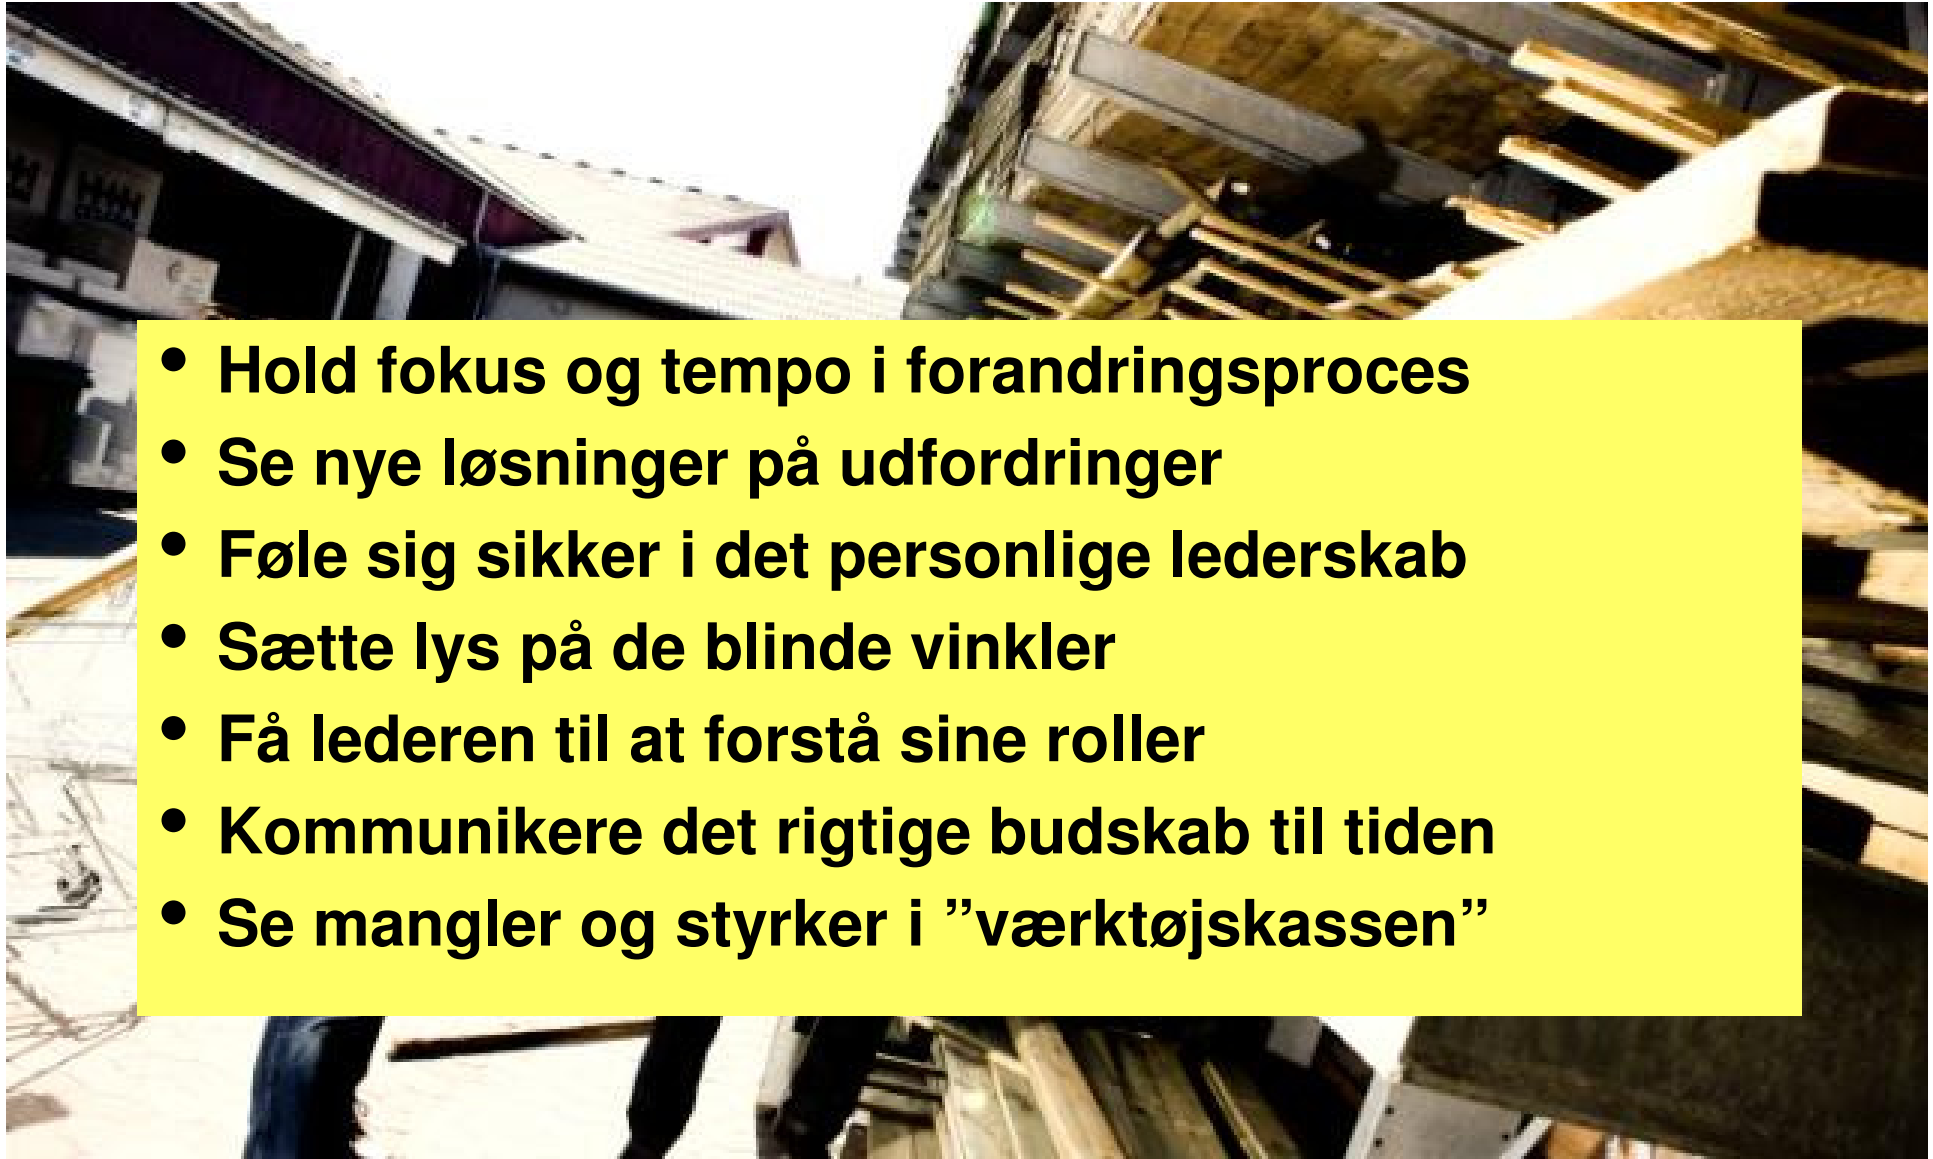 • Hold fokus og tempo i forandringsproces
• Se nye løsninger på udfordringer
• Føle sig sikker i det personlige lederskab
• Sætte lys på de blinde vinkler
• Få lederen til at forstå sine roller
• Kommunikere det rigtige budskab til tiden
• Se mangler og styrker i ”værktøjskassen”